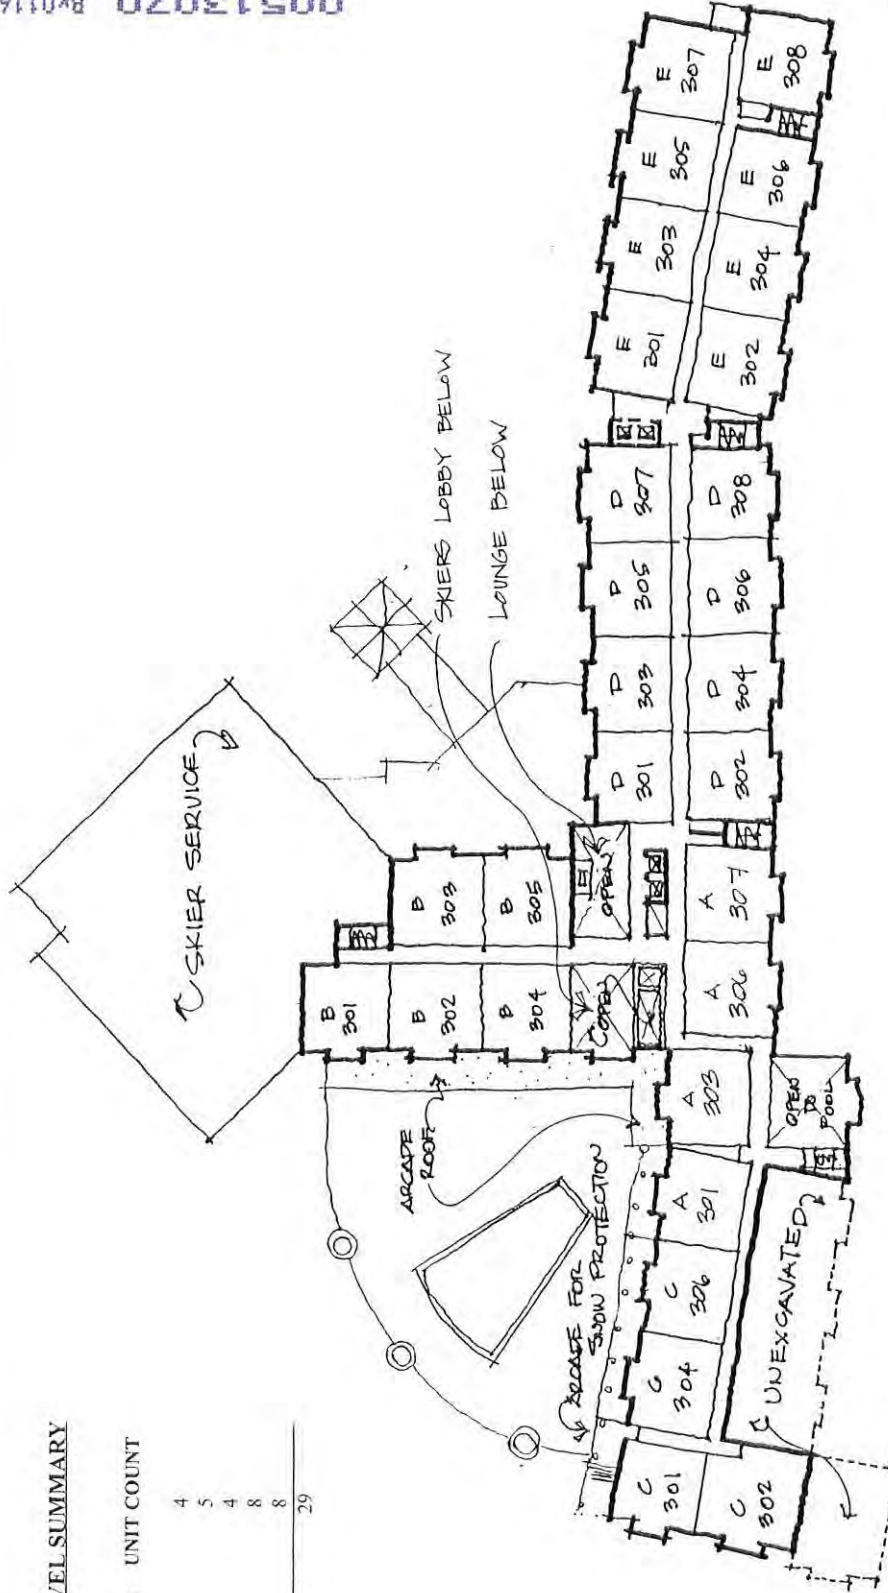 00513020
VEL SUMMARY
UNIT COUNT
4
5
4
8
8
29
SKIER SERVICE
SKIERS LOBBY BELOW
LOUNGE BELOW
ARCADE
ROOF
ARCADE FOR
SNOW PROTECTION
UNEXCAVATED
OPEN
TO
POOL
OPEN
OPEN
B
301
B
302
B
303
B
304
B
305
C
301
C
302
C
304
C
306
A
301
A
303
A
306
A
307
D
301
D
302
D
303
D
304
D
305
D
306
D
307
D
308
E
301
E
302
E
303
E
304
E
305
E
306
E
307
E
308